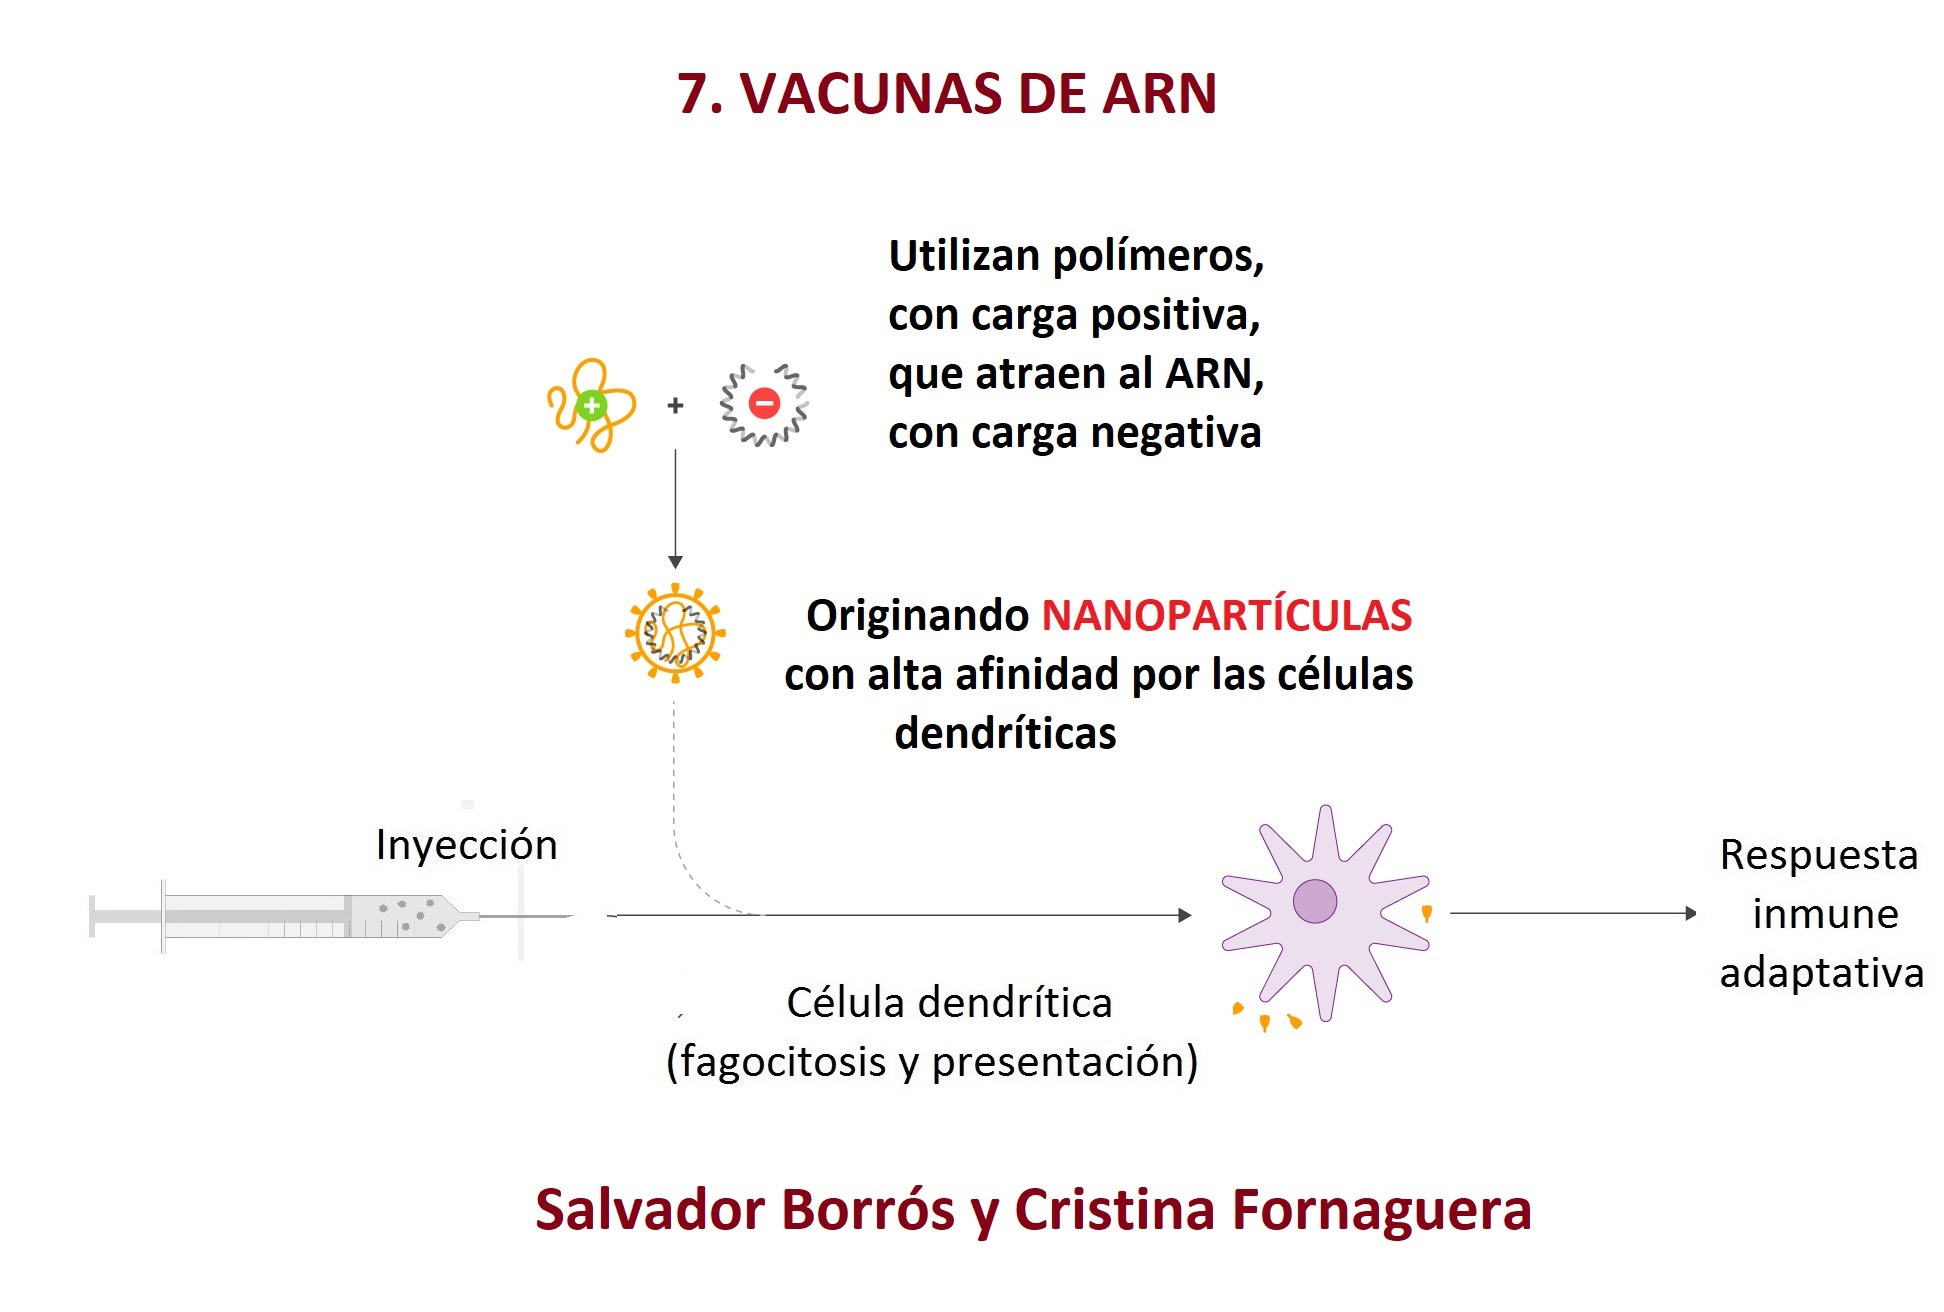 7. VACUNAS DE ARN
Utilizan polímeros,
con carga positiva,
que atraen al ARN,
con carga negativa
+
+
−
Originando NANOPARTÍCULAS
con alta afinidad por las células
dendríticas
Inyección
Célula dendrítica
(fagocitosis y presentación)
Respuesta
inmune
adaptativa
Salvador Borrós y Cristina Fornaguera